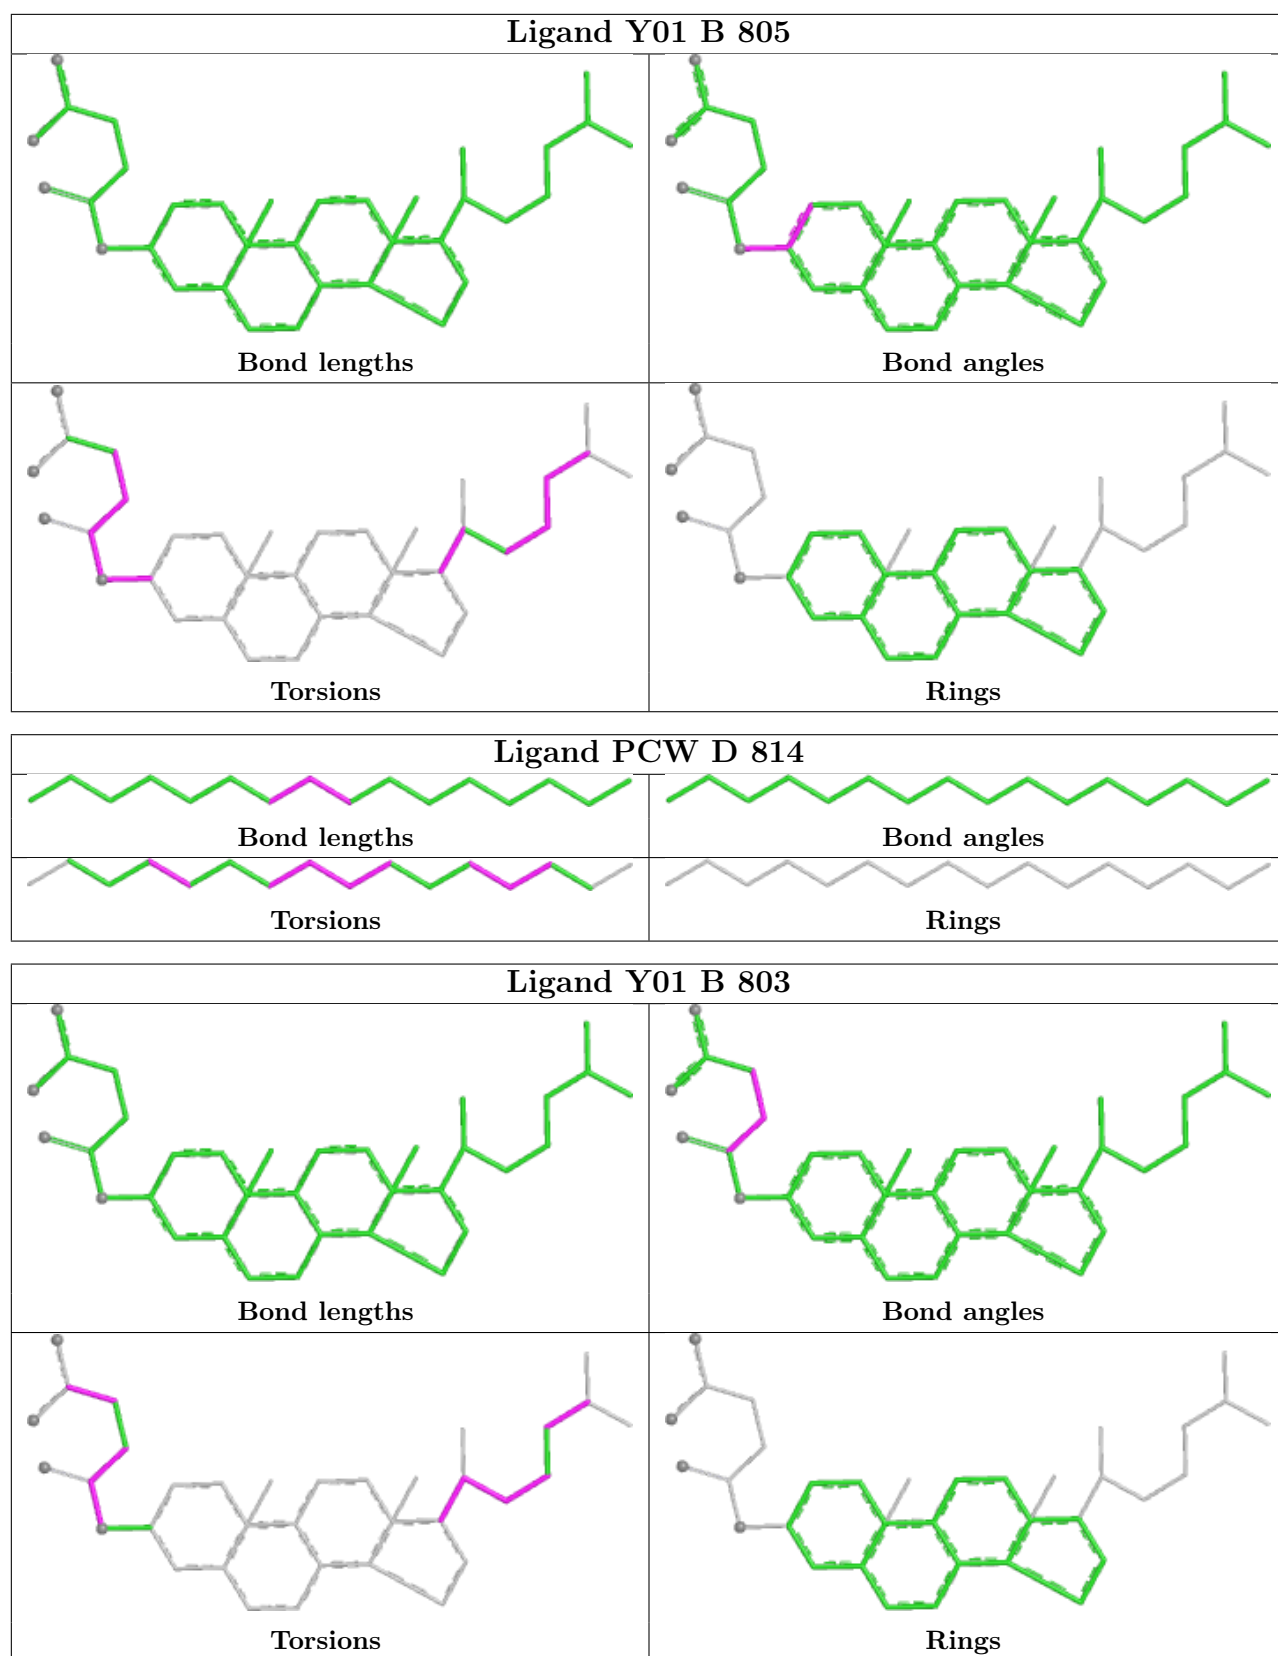 Ligand Y01 B 805
Bond lengths
Bond angles
Torsions
Rings
Ligand PCW D 814
Bond lengths
Bond angles
Torsions
Rings
Ligand Y01 B 803
Bond lengths
Bond angles
Torsions
Rings